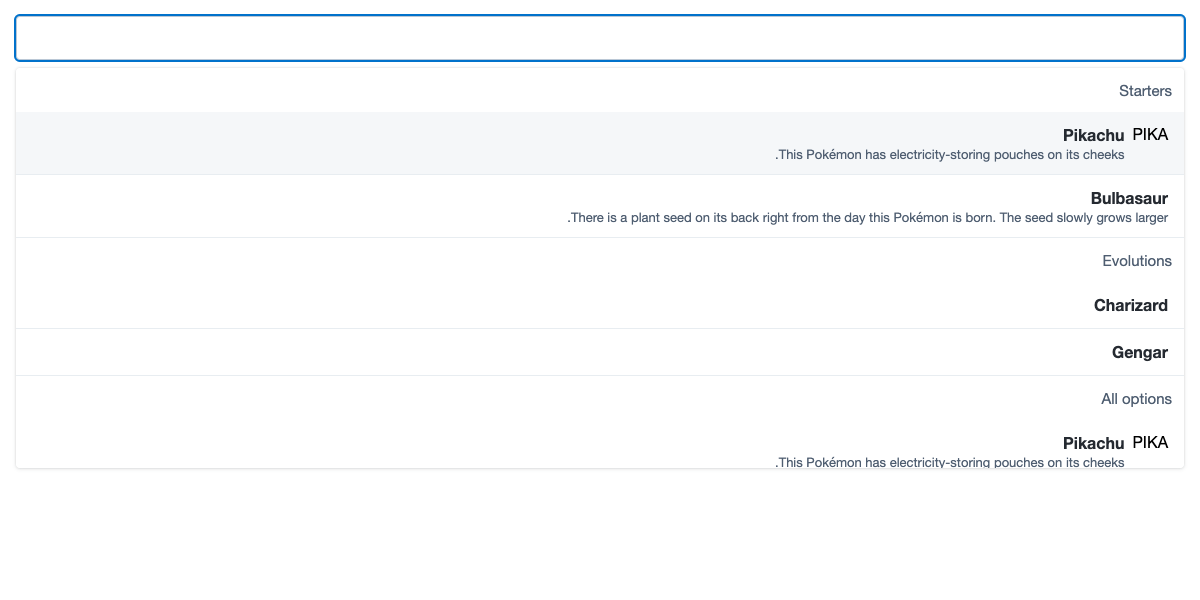 Starters
Pikachu PIKA
.This Pokémon has electricity-storing pouches on its cheeks
Bulbasaur
.There is a plant seed on its back right from the day this Pokémon is born. The seed slowly grows larger
Evolutions
Charizard
Gengar
All options
Pikachu PIKA
.This Pokémon has electricity-storing pouches on its cheeks